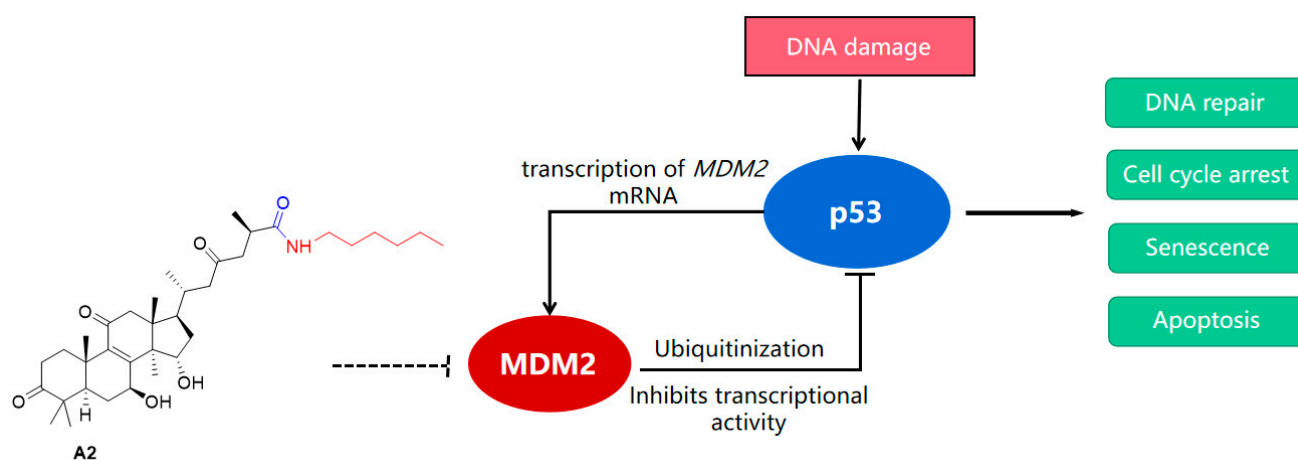 DNA damage
DNA repair
Cell cycle arrest
Senescence
Apoptosis
transcription of MDM2
mRNA
p53
MDM2
Ubiquitinization
Inhibits transcriptional
activity
O
O
NH
O
O
OH
OH
A2